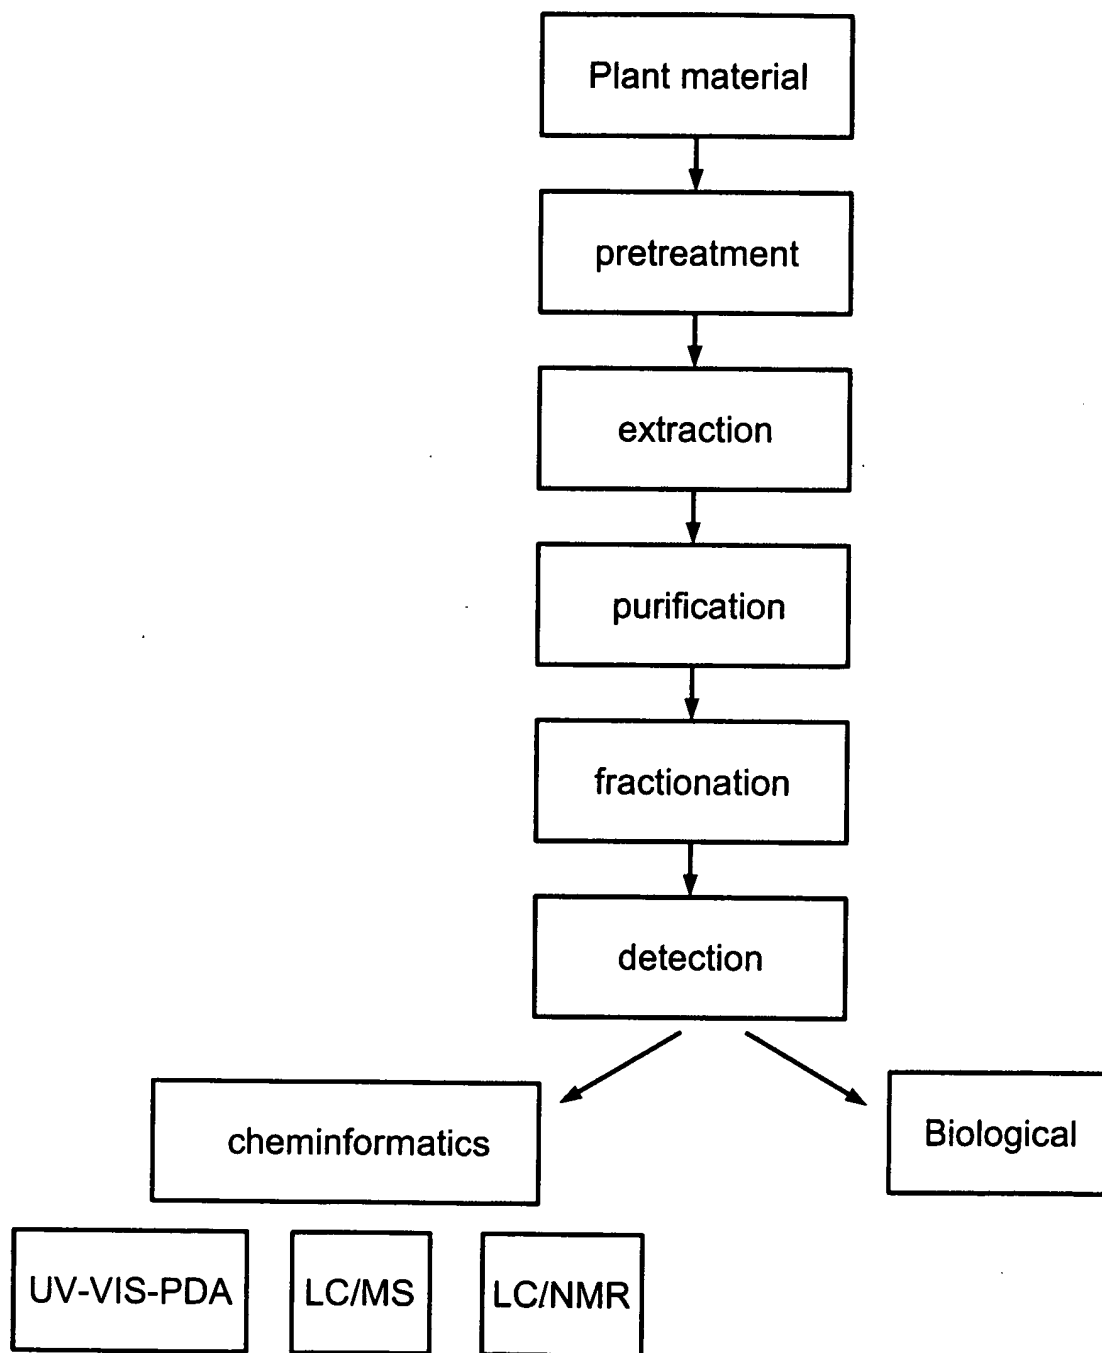 Plant material
pretreatment
extraction
purification
fractionation
detection
cheminformatics
Biological
UV-VIS-PDA
LC/MS
LC/NMR